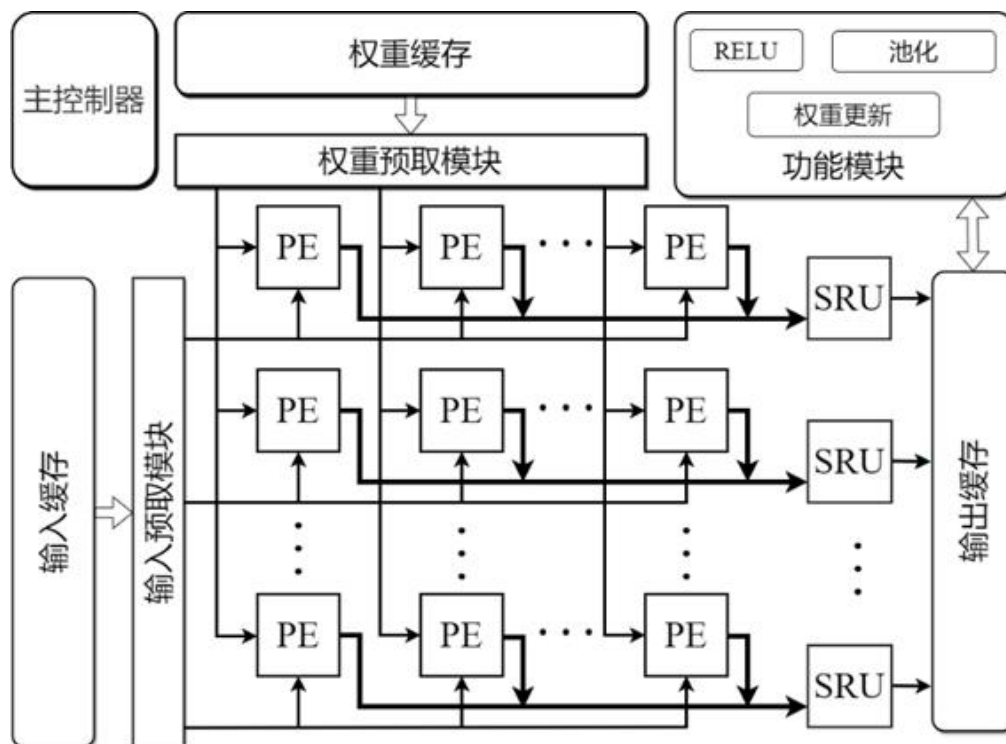 主控制器
权重缓存
RELU
池化
权重更新
功能模块
权重预取模块
PE
PE
PE
SRU
PE
PE
PE
SRU
PE
PE
PE
SRU
输入缓存
输入预取模块
输出缓存